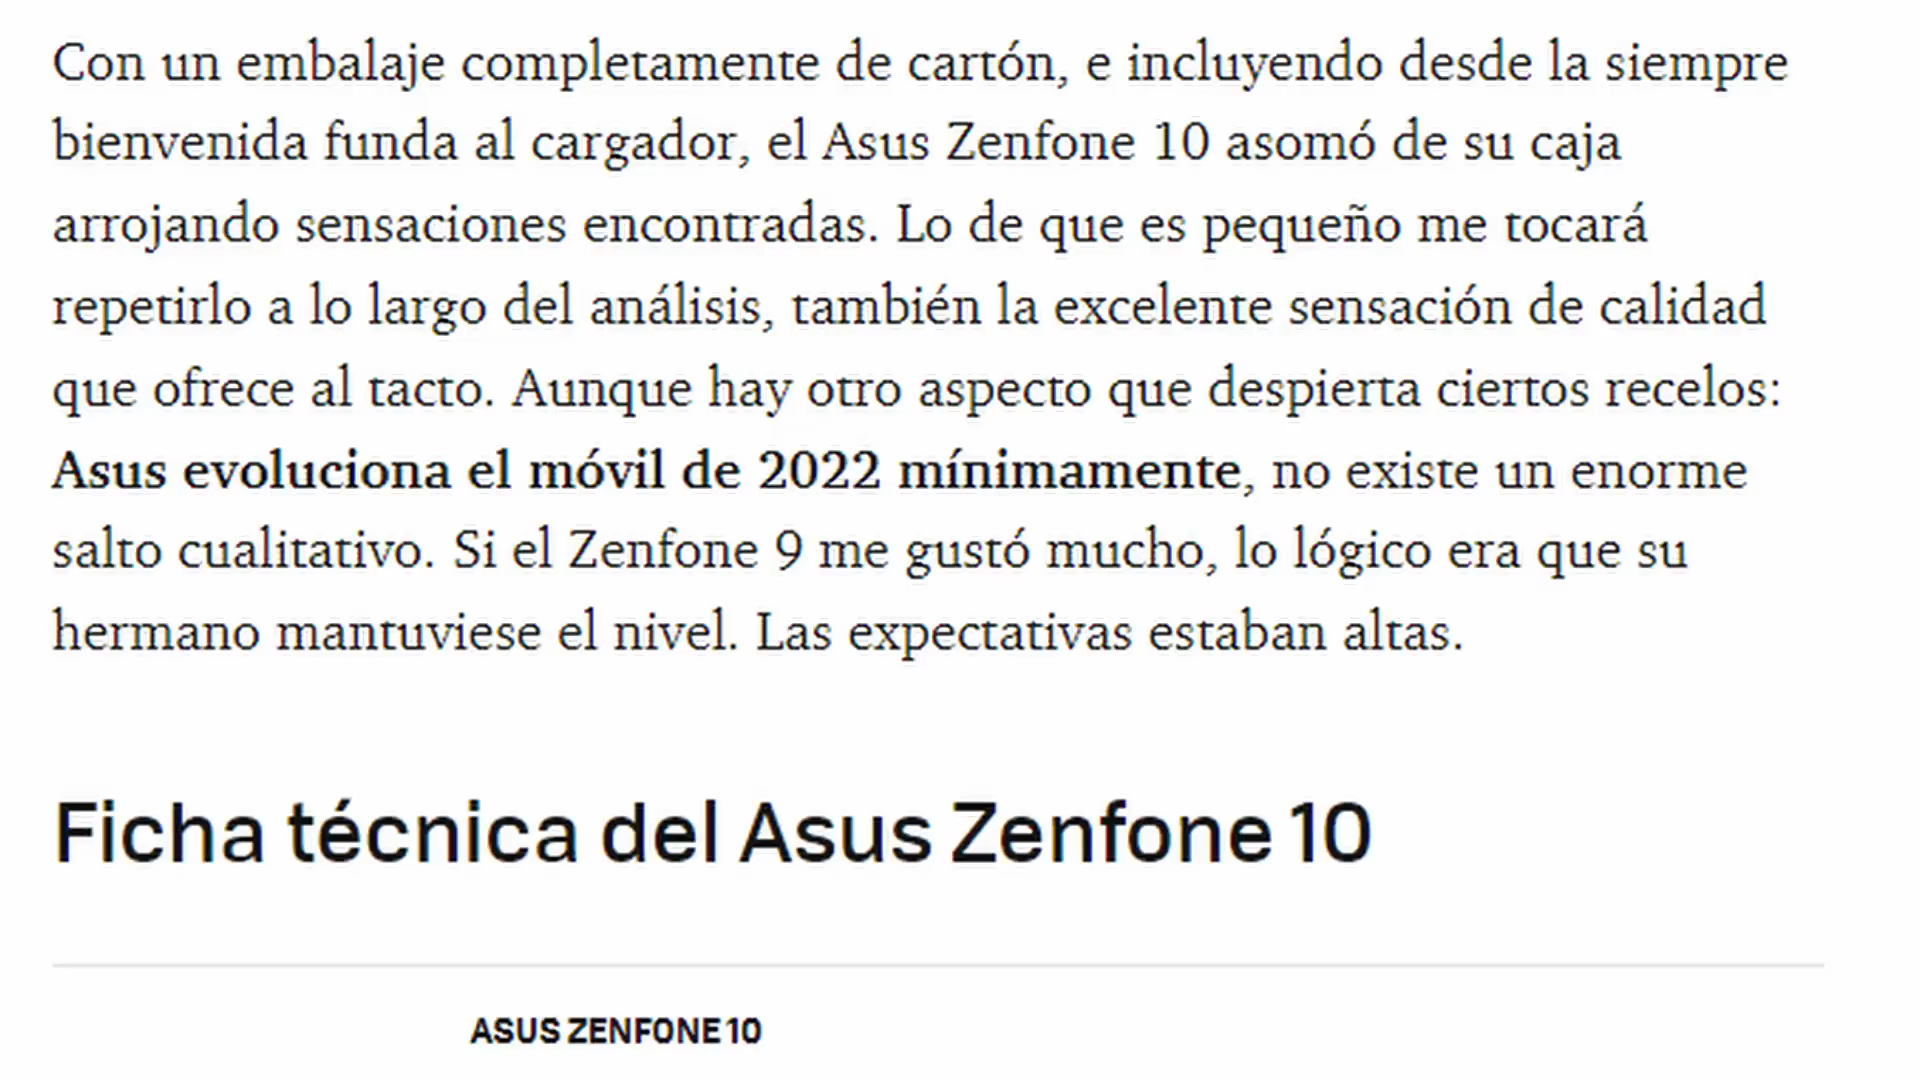 Con un embalaje completamente de cartón, e incluyendo desde la siempre
bienvenida funda al cargador, el Asus Zenfone 10 asomó de su caja
arrojando sensaciones encontradas. Lo de que es pequeño me tocará
repetirlo a lo largo del análisis, también la excelente sensación de calidad
que ofrece al tacto. Aunque hay otro aspecto que despierta ciertos recelos:
Asus evoluciona el móvil de 2022 mínimamente, no existe un enorme
salto cualitativo. Si el Zenfone 9 me gustó mucho, lo lógico era que su
hermano mantuviese el nivel. Las expectativas estaban altas.
Ficha técnica del Asus Zenfone 10
ASUS ZENFONE 10